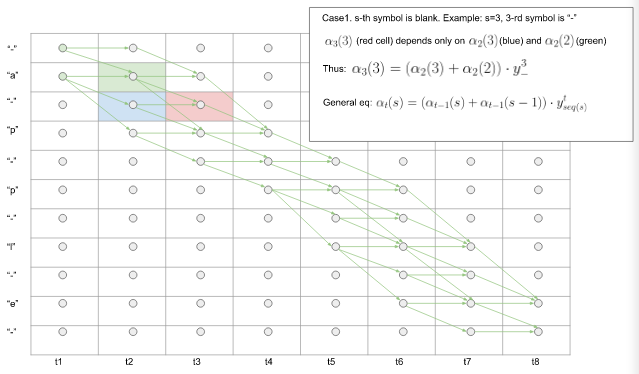 Case1. s-th symbol is blank. Example: s=3, 3-rd symbol is "-"
α₃(3) (red cell) depends only on α₂(3)(blue) and α₂(2)(green)
Thus: α₃(3) = (α₂(3) + α₂(2)) · y₋³
General eq: αₜ(s) = (αₜ₋₁(s) + αₜ₋₁(s − 1)) · yᵗ_seq(s)
"-"
"a"
"-"
"p"
"-"
"p"
"-"
"l"
"-"
"e"
"-"
t1 t2 t3 t4 t5 t6 t7 t8